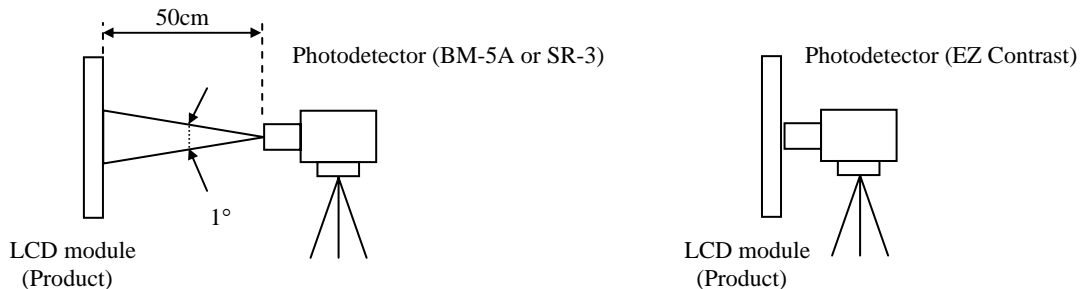 50cm
Photodetector (BM-5A or SR-3)
1°
LCD module
(Product)
Photodetector (EZ Contrast)
LCD module
(Product)